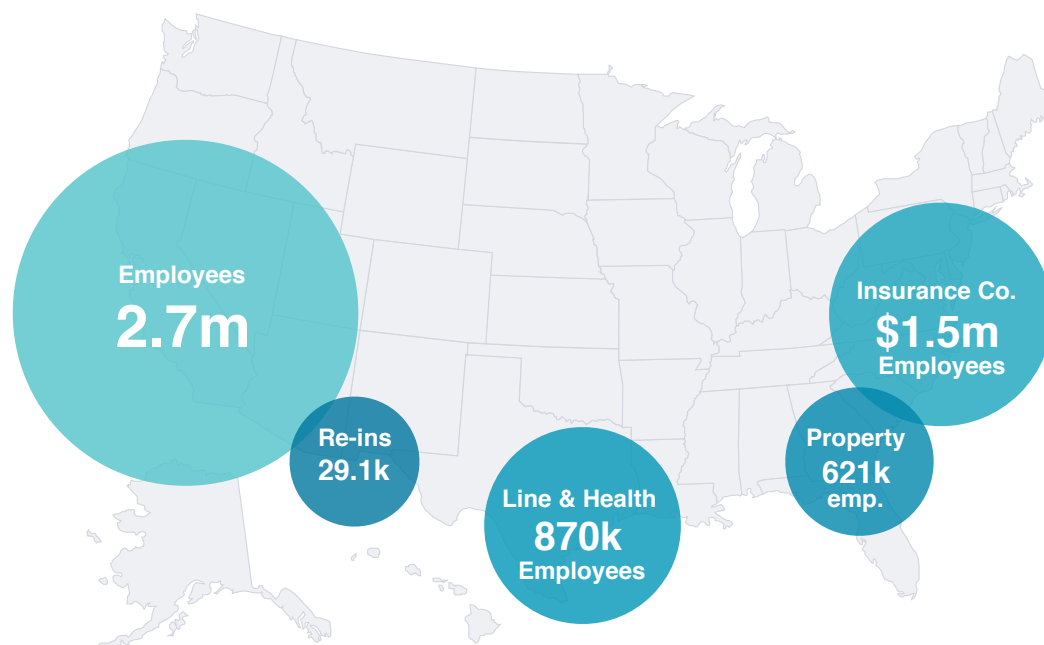 Employees
2.7m
Re-ins
29.1k
Line & Health
870k
Employees
Property
621k
emp.
Insurance Co.
$1.5m
Employees